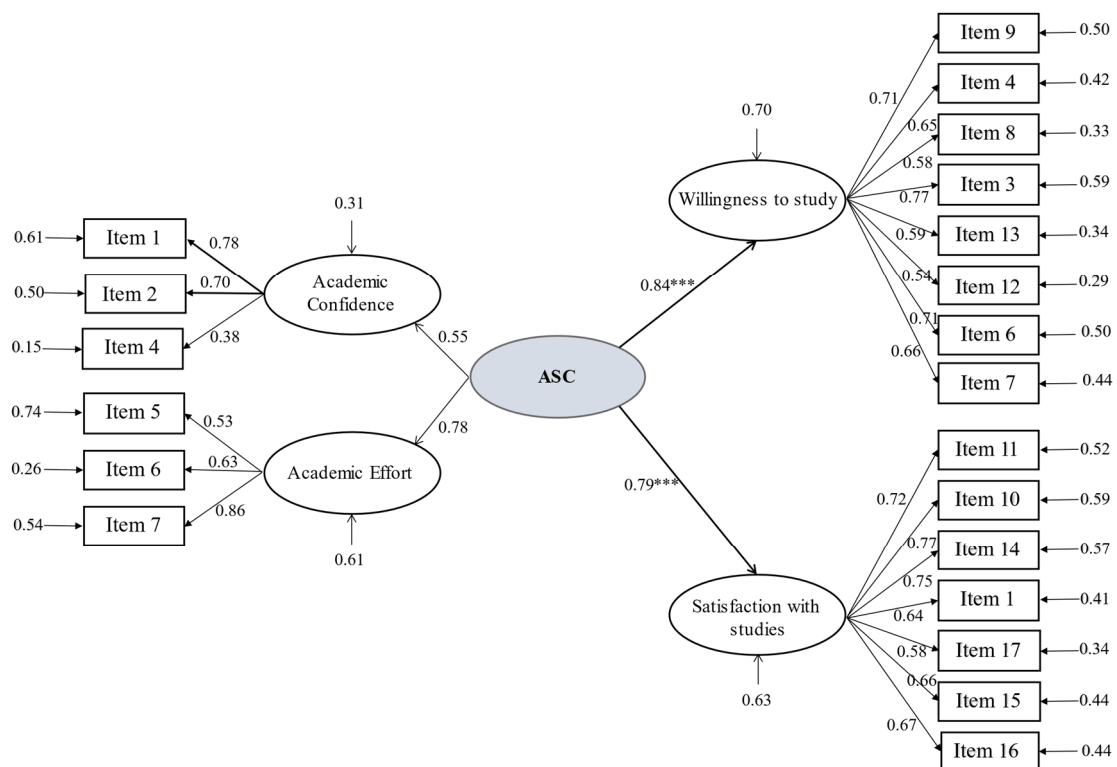 0.31
0.61
Item 1
0.78
0.50
Item 2
0.70
Academic
Confidence
0.15
Item 4
0.38
0.55
0.74
Item 5
0.53
0.26
Item 6
0.63
Academic Effort
0.78
0.54
Item 7
0.86
0.61
ASC
0.84***
0.79***
0.70
Willingness to study
0.71
Item 9
0.50
0.65
Item 4
0.42
0.58
Item 8
0.33
0.77
Item 3
0.59
0.59
Item 13
0.34
0.54
Item 12
0.29
0.71
Item 6
0.50
0.66
Item 7
0.44
Satisfaction with
studies
0.63
0.72
Item 11
0.52
0.77
Item 10
0.59
0.75
Item 14
0.57
0.64
Item 1
0.41
0.58
Item 17
0.34
0.66
Item 15
0.44
0.67
Item 16
0.44